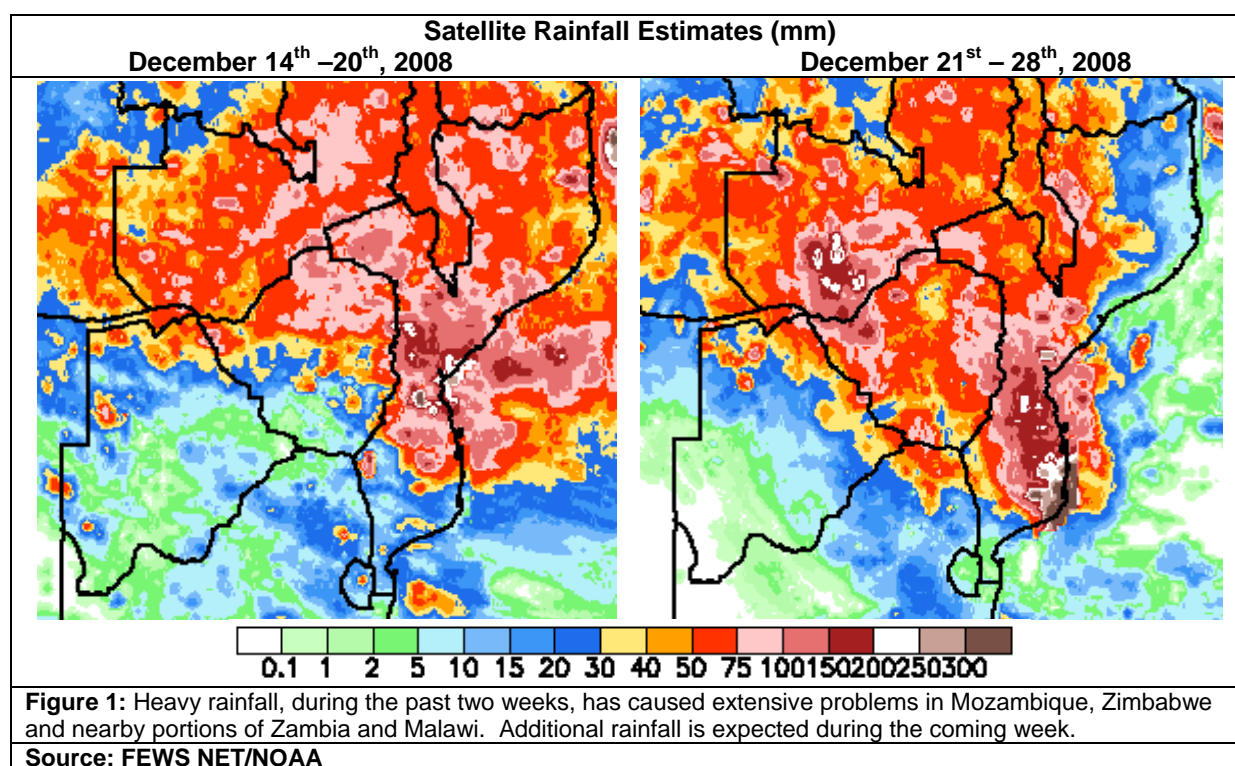 Satellite Rainfall Estimates (mm)
December 14th –20th, 2008 December 21st – 28th, 2008
0.1 1 2 5 10 15 20 30 40 50 75 100150200250300
Figure 1: Heavy rainfall, during the past two weeks, has caused extensive problems in Mozambique, Zimbabwe
and nearby portions of Zambia and Malawi. Additional rainfall is expected during the coming week.
Source: FEWS NET/NOAA